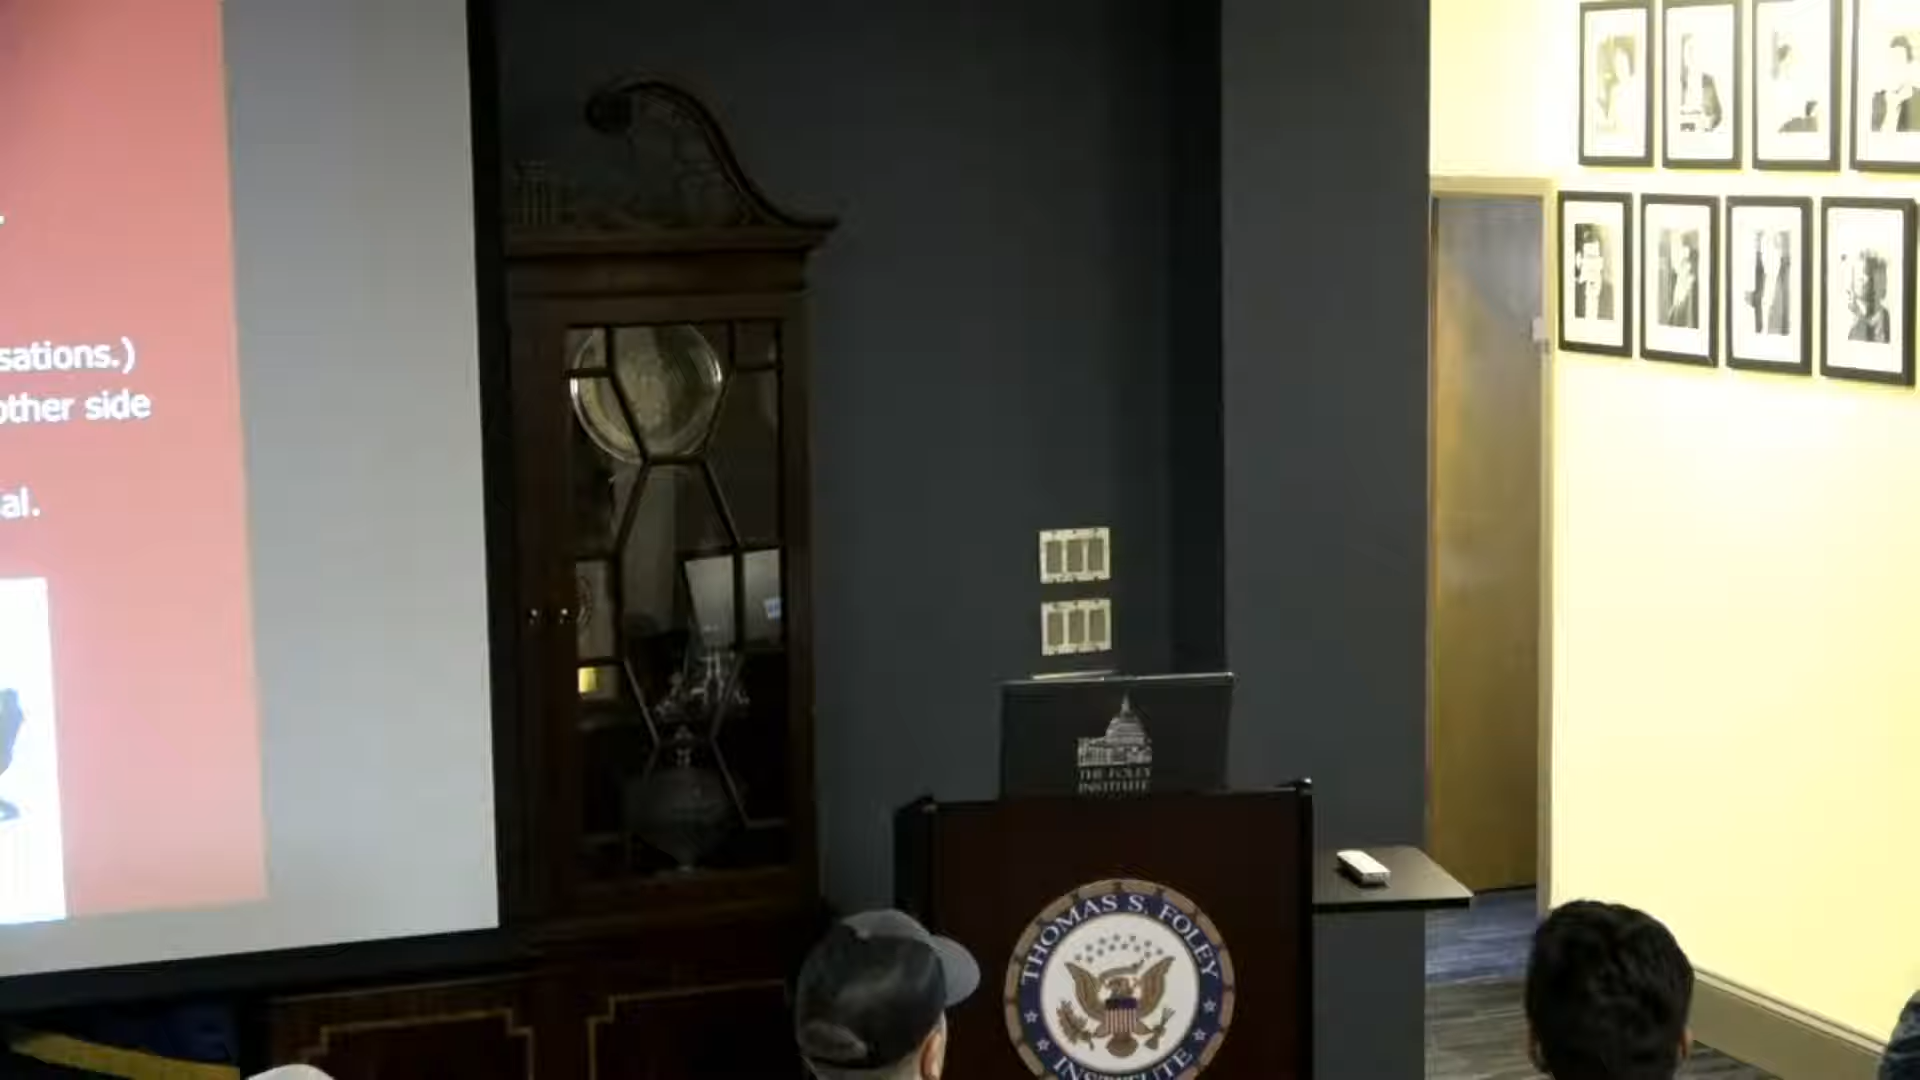 sations.)
other side
al.
THE FOLEY
INSTITUTE
THOMAS S. FOLEY
INSTITUTE